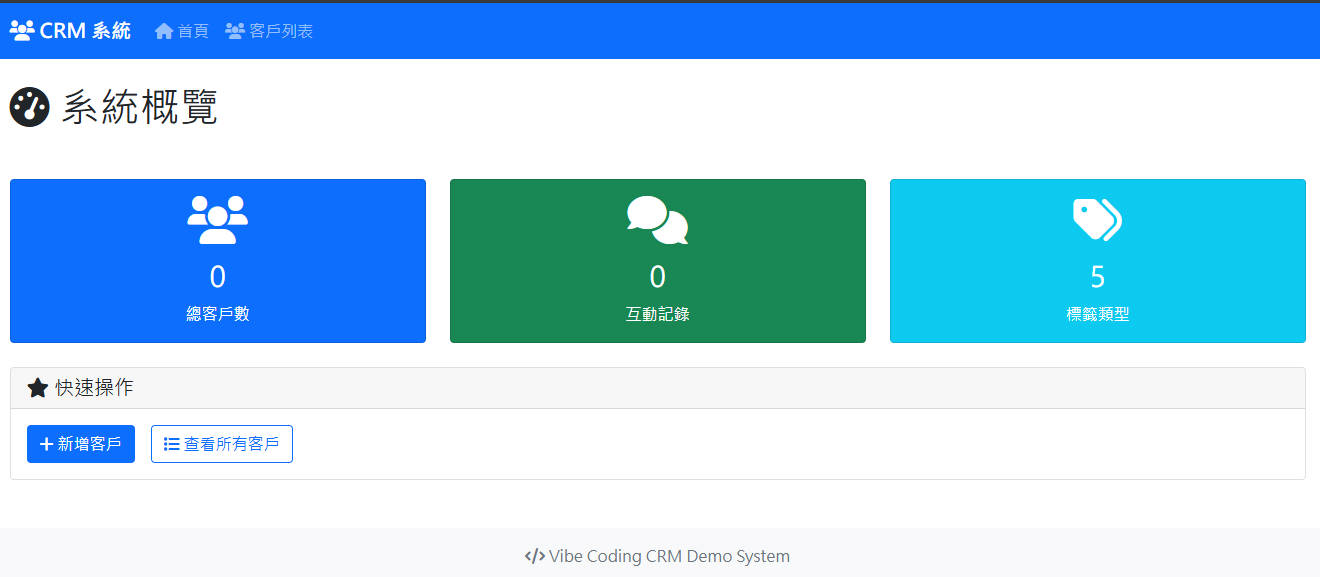 CRM 系統 首頁 客戶列表
系統概覽
0
總客戶數
0
互動記錄
5
標籤類型
快速操作
新增客戶 查看所有客戶
Vibe Coding CRM Demo System